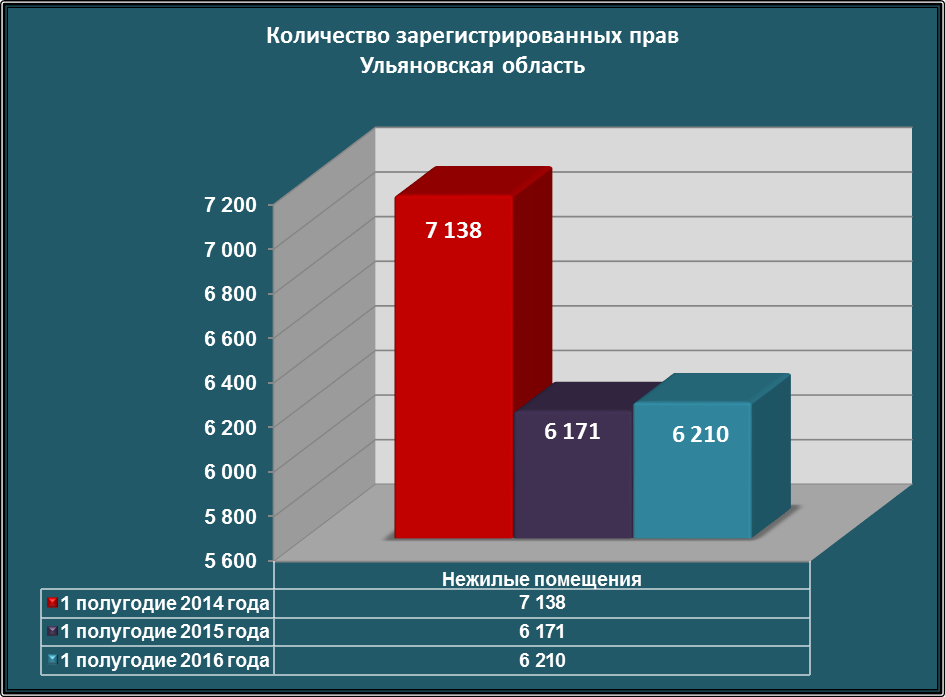 Количество зарегистрированных прав
Ульяновская область
7 200
7 000
6 800
6 600
6 400
6 200
6 000
5 800
5 600
7 138
6 171
6 210
Нежилые помещения
1 полугодие 2014 года 7 138
1 полугодие 2015 года 6 171
1 полугодие 2016 года 6 210